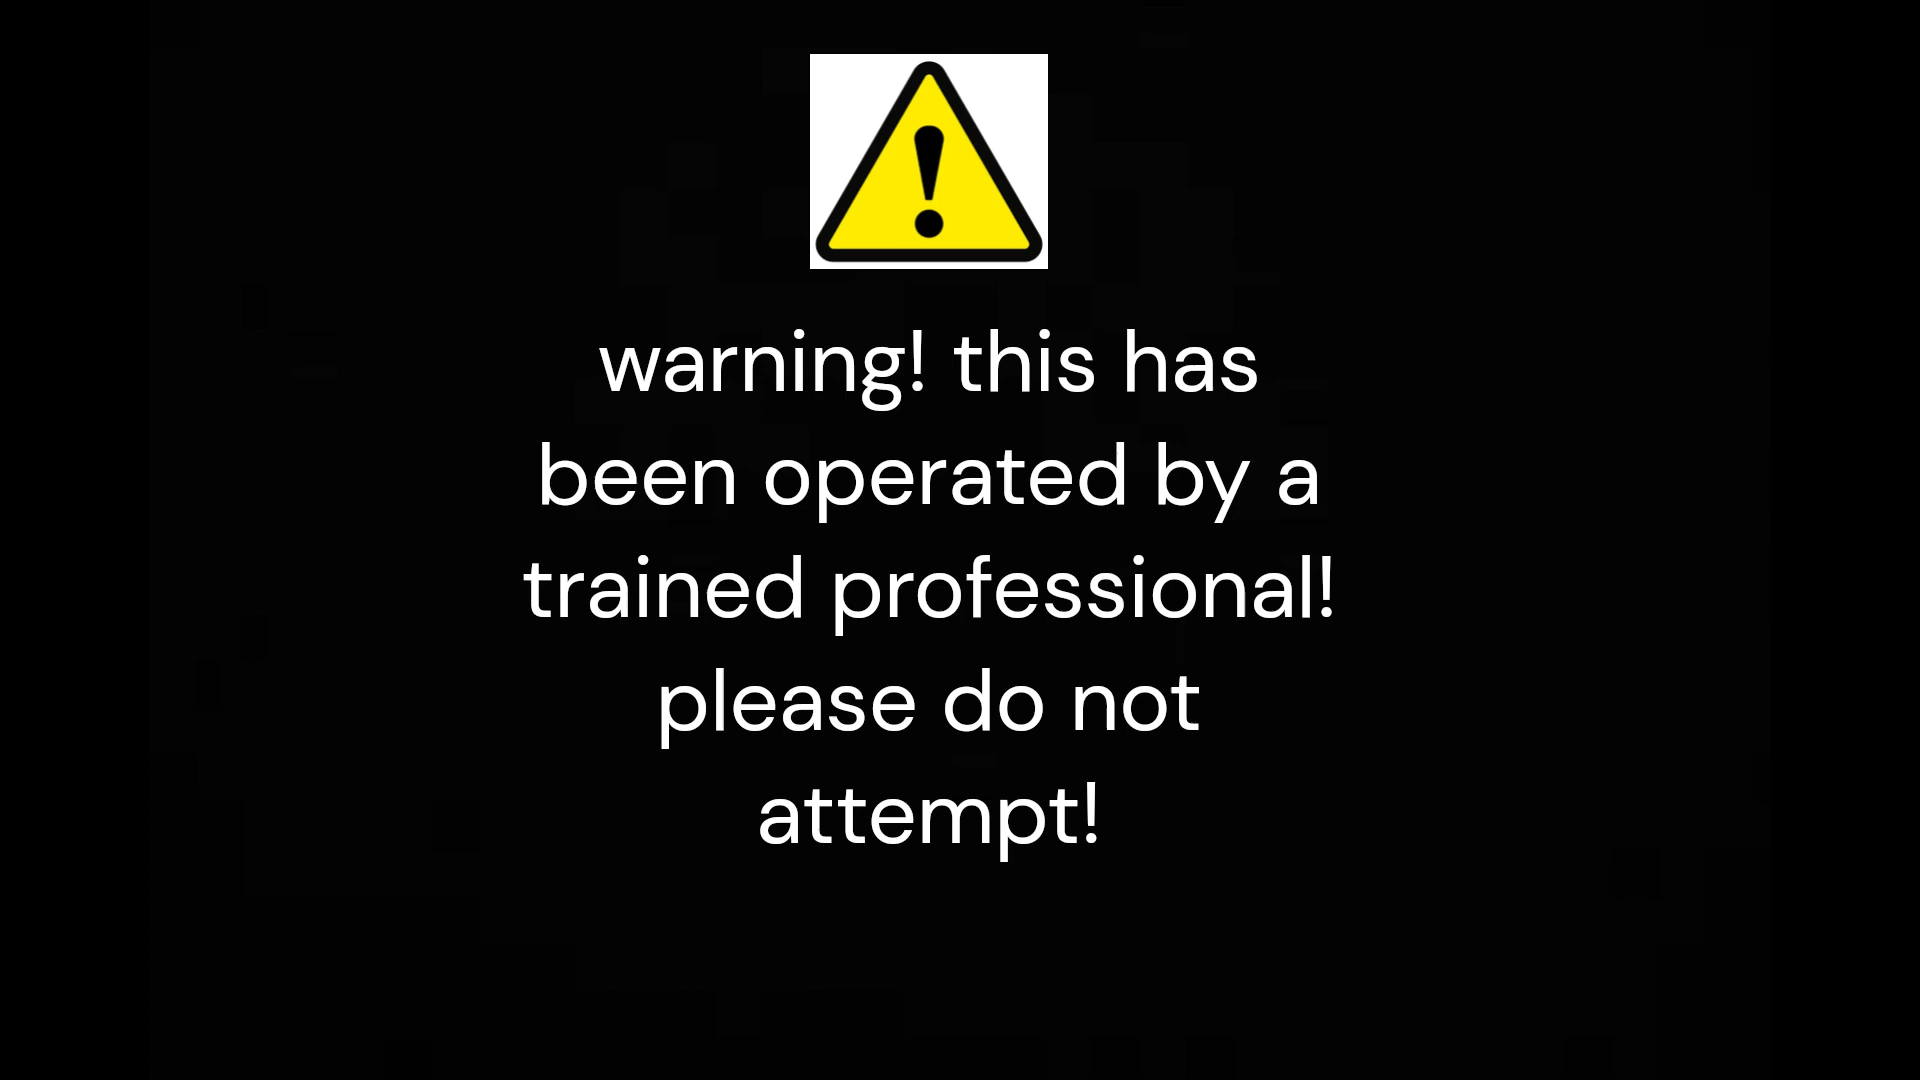 warning! this has
been operated by a
trained professional!
please do not
attempt!